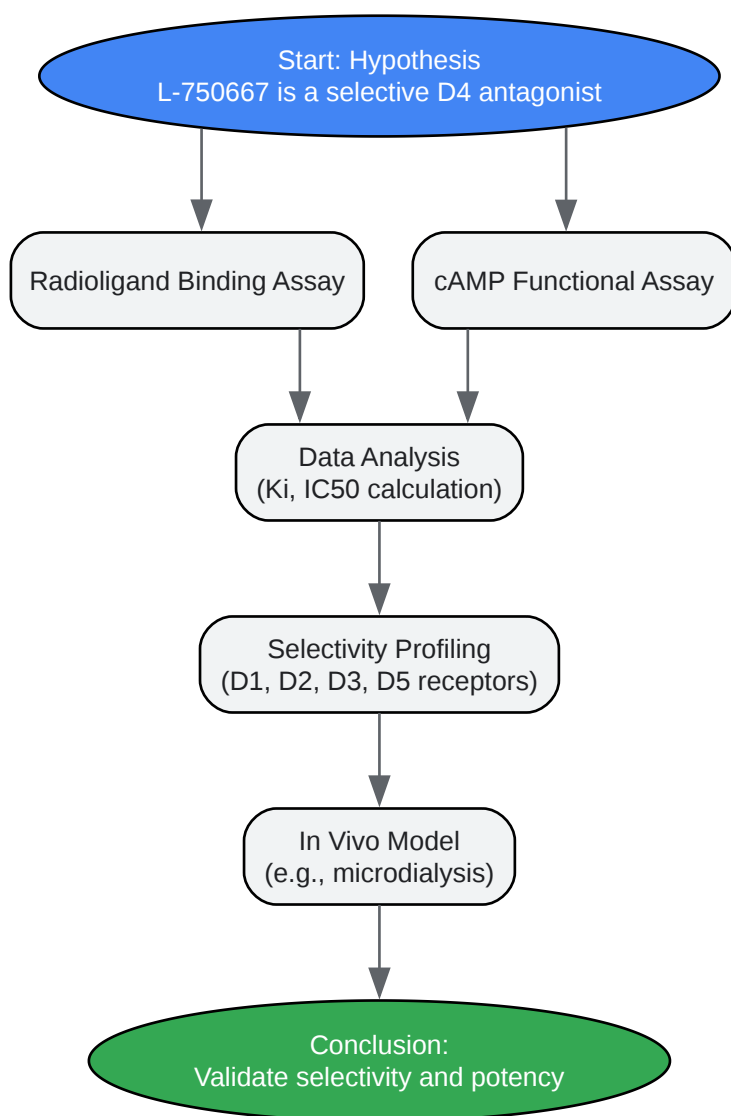 Start: Hypothesis
L-750667 is a selective D4 antagonist
Radioligand Binding Assay
cAMP Functional Assay
Data Analysis
(Ki, IC50 calculation)
Selectivity Profiling
(D1, D2, D3, D5 receptors)
In Vivo Model
(e.g., microdialysis)
Conclusion:
Validate selectivity and potency